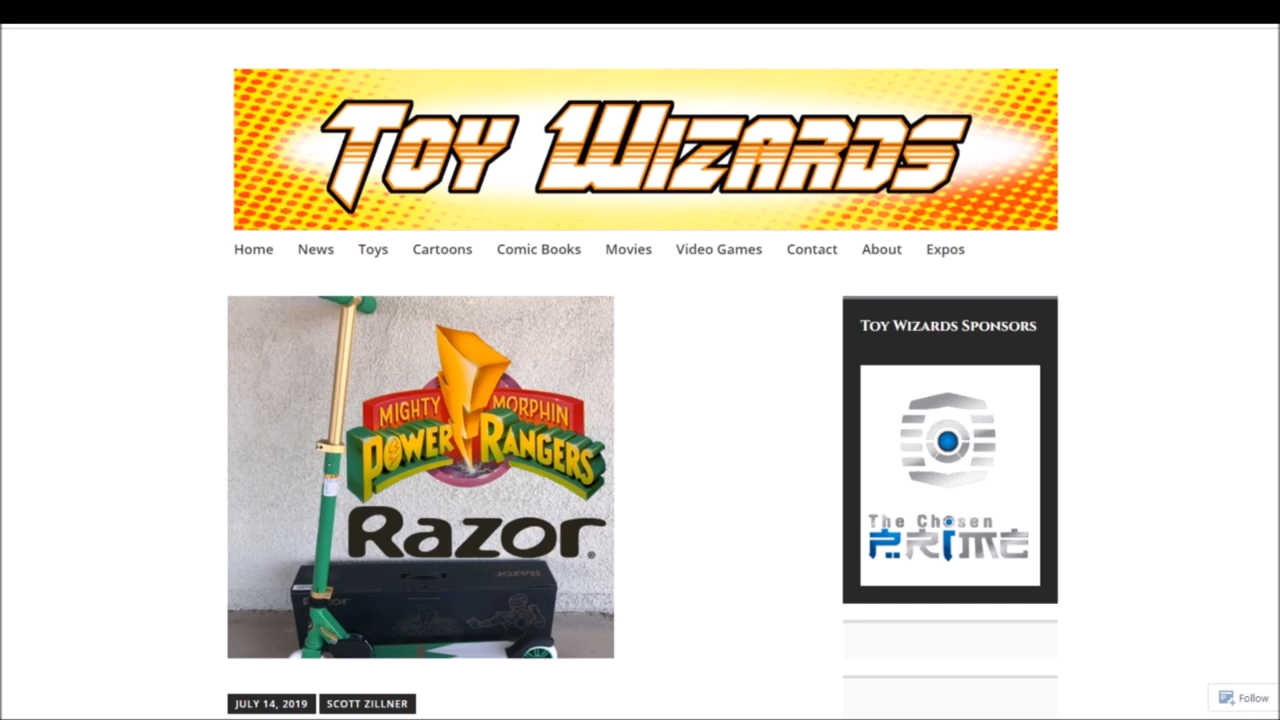 Toy Wizards
Home News Toys Cartoons Comic Books Movies Video Games Contact About Expos
MIGHTY MORPHIN
POWER RANGERS
Razor®
Razor
Toy Wizards Sponsors
The Chosen
PRIME
JULY 14, 2019 SCOTT ZILLNER
Follow